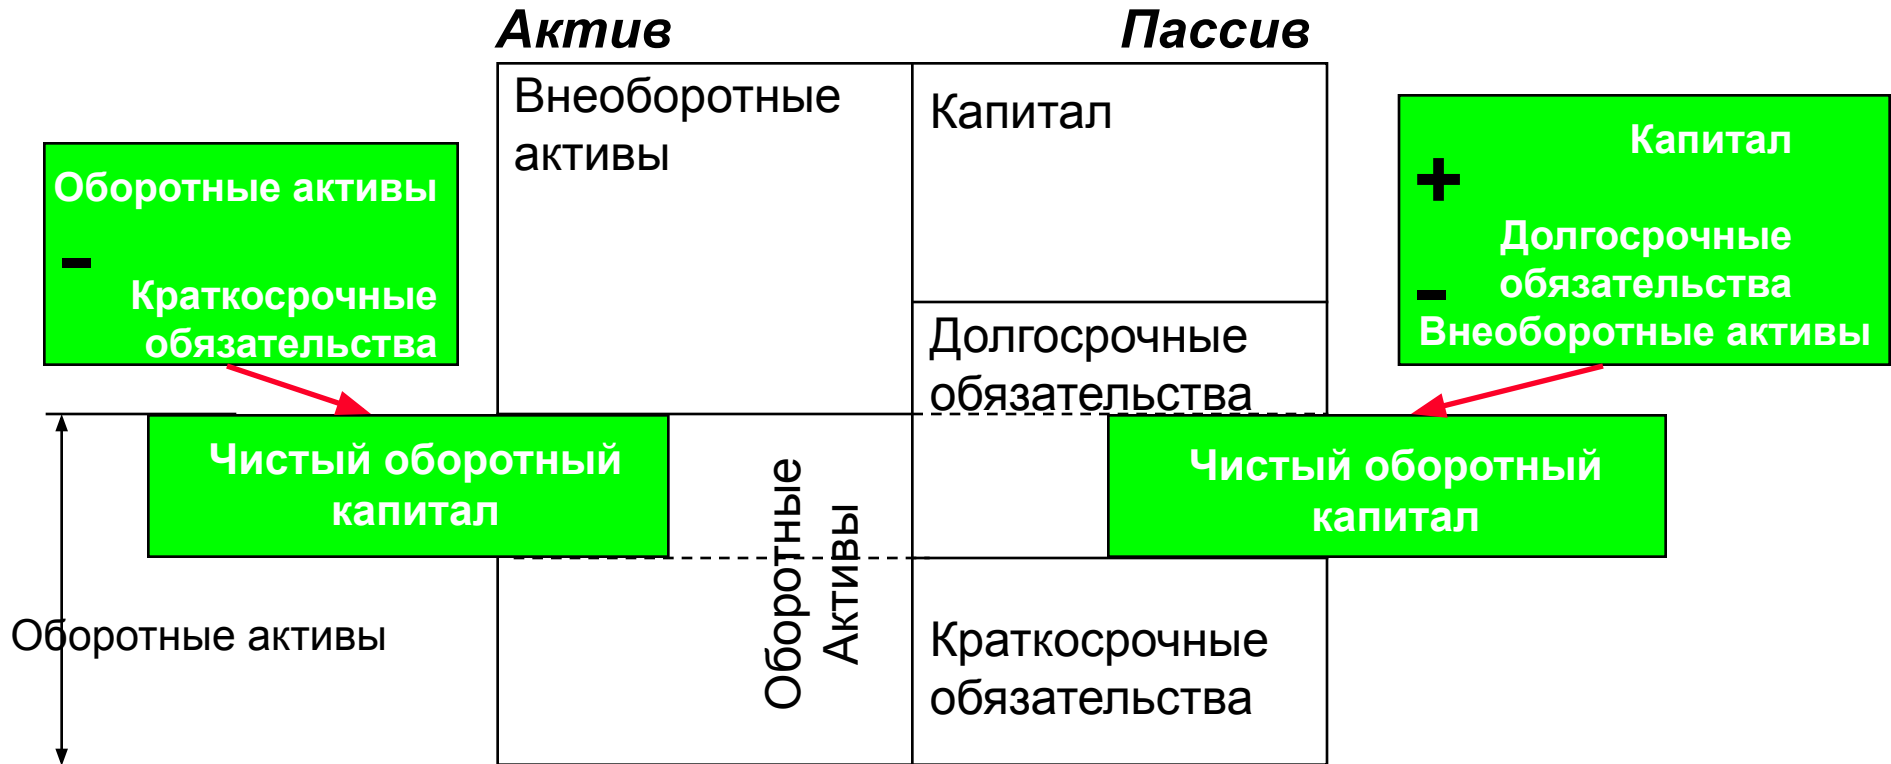 Актив
Пассив
Внеоборотные
активы
Капитал
Оборотные активы
-
Краткосрочные
обязательства
Капитал
+
Долгосрочные
обязательства
-
Внеоборотные активы
Долгосрочные
обязательства
Чистый оборотный
капитал
Оборотные
Активы
Чистый оборотный
капитал
Оборотные активы
Краткосрочные
обязательства